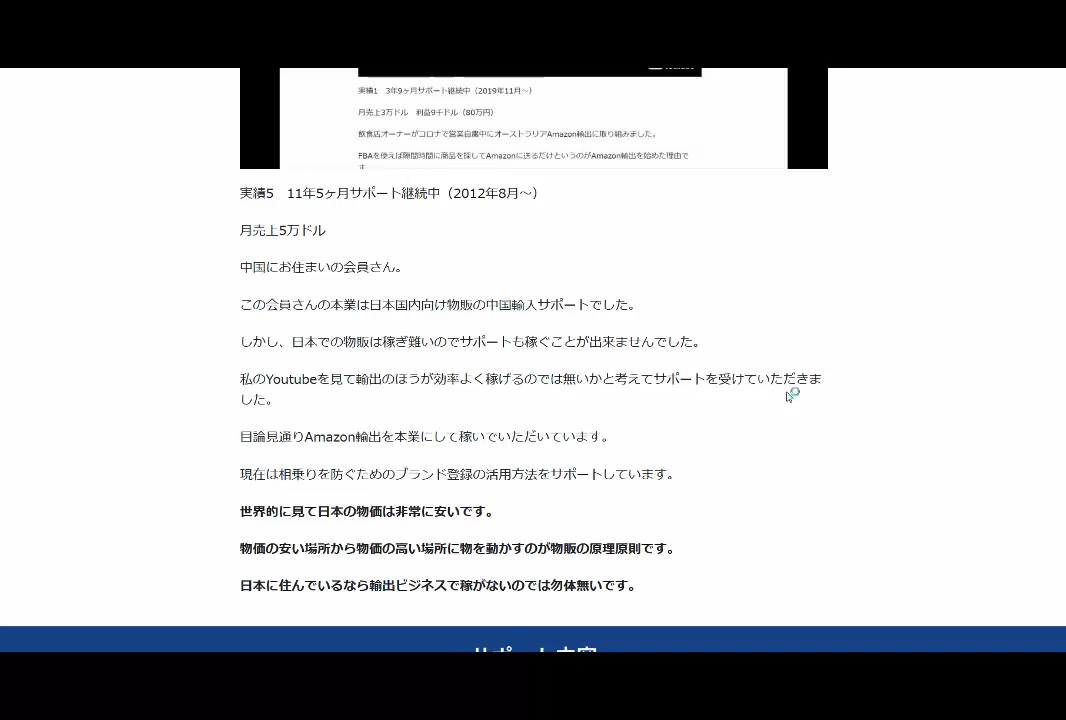 実績1　3年9ヶ月サポート継続中（2019年11月～）
月売上3万ドル　利益9千ドル（80万円）
飲食店オーナーがコロナで営業自粛中にオーストラリアAmazon輸出に取り組みました。
FBAを使えば隙間時間に商品を探してAmazonに送るだけというのがAmazon輸出を始めた理由で
す。
実績5　11年5ヶ月サポート継続中（2012年8月～）
月売上5万ドル
中国にお住まいの会員さん。
この会員さんの本業は日本国内向け物販の中国輸入サポートでした。
しかし、日本での物販は稼ぎ難いのでサポートも稼ぐことが出来ませんでした。
私のYoutubeを見て輸出のほうが効率よく稼げるのでは無いかと考えてサポートを受けていただきま
した。
目論見通りAmazon輸出を本業にして稼いでいただいています。
現在は相乗りを防ぐためのブランド登録の活用方法をサポートしています。
世界的に見て日本の物価は非常に安いです。
物価の安い場所から物価の高い場所に物を動かすのが物販の原理原則です。
日本に住んでいるなら輸出ビジネスで稼がないのでは勿体無いです。
サポート内容